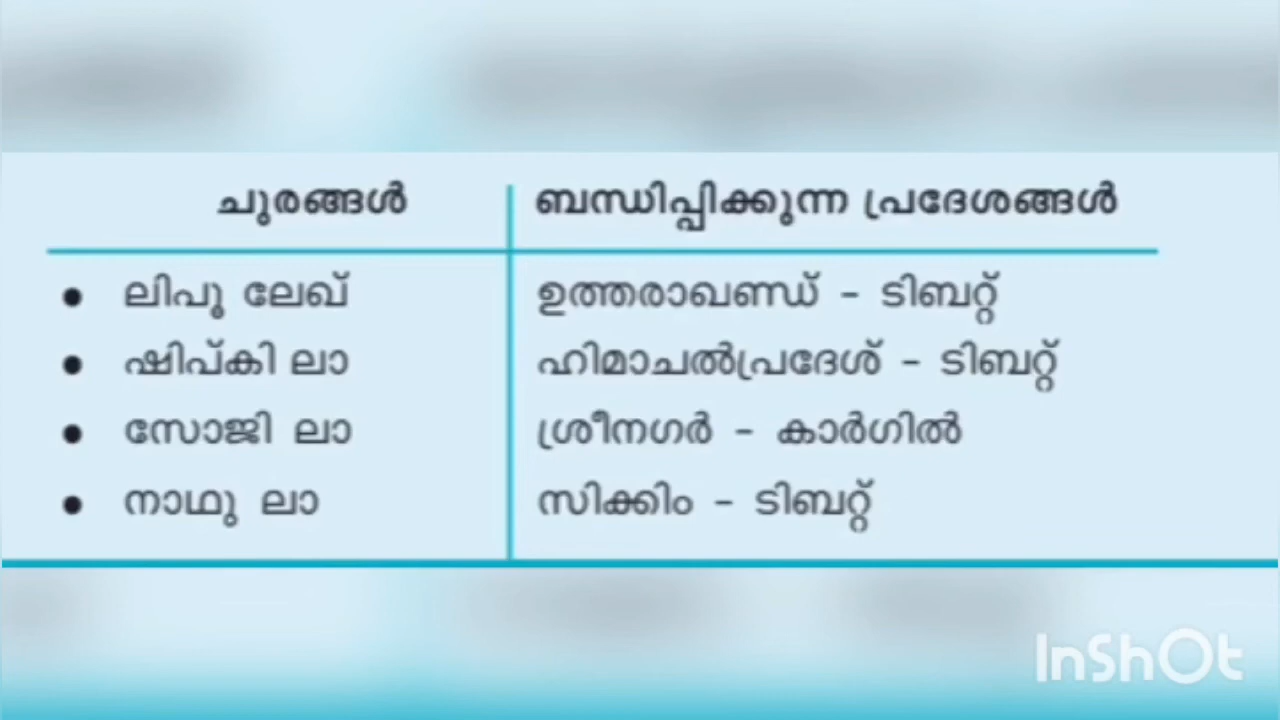 ചുരങ്ങൾ ബന്ധിപ്പിക്കുന്ന പ്രദേശങ്ങൾ
• ലിപൂ ലേഖ് ഉത്തരാഖണ്ഡ് – ടിബറ്റ്
• ഷിപ്കി ലാ ഹിമാചൽപ്രദേശ് – ടിബറ്റ്
• സോജി ലാ ശ്രീനഗർ – കാർഗിൽ
• നാഥു ലാ സിക്കിം – ടിബറ്റ്
InShOt